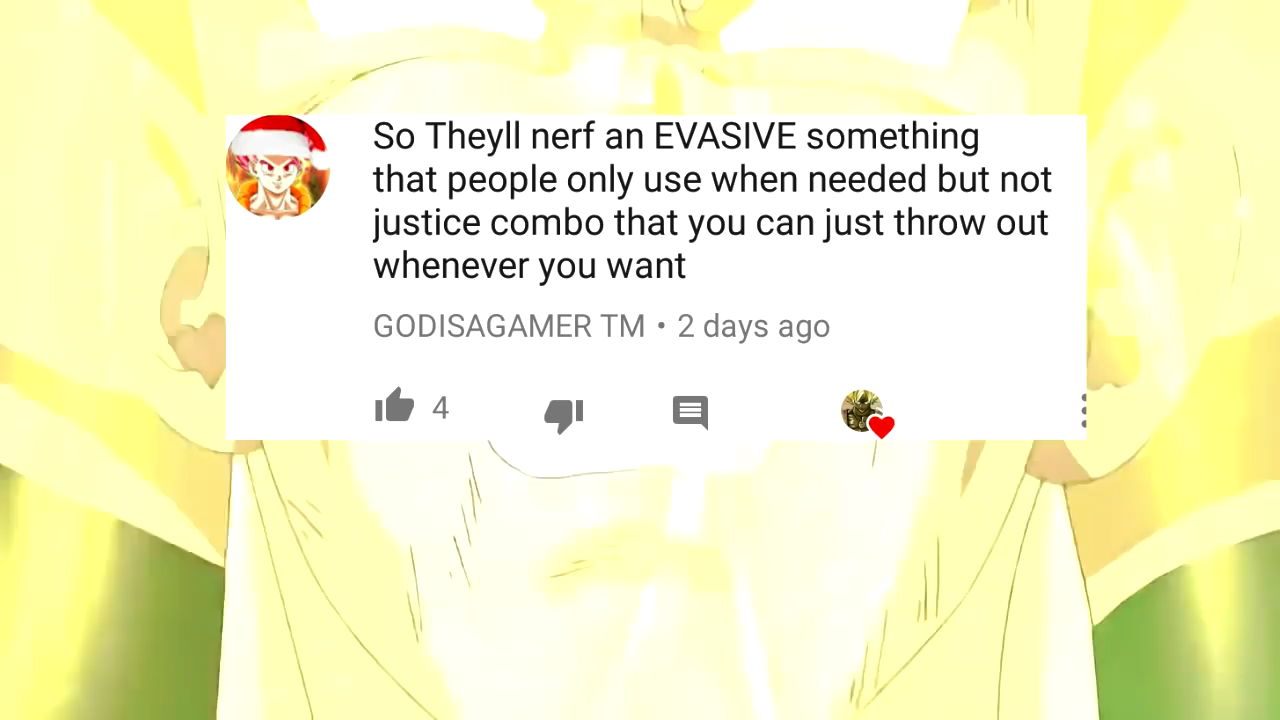 So Theyll nerf an EVASIVE something
that people only use when needed but not
justice combo that you can just throw out
whenever you want
GODISAGAMER TM • 2 days ago
4